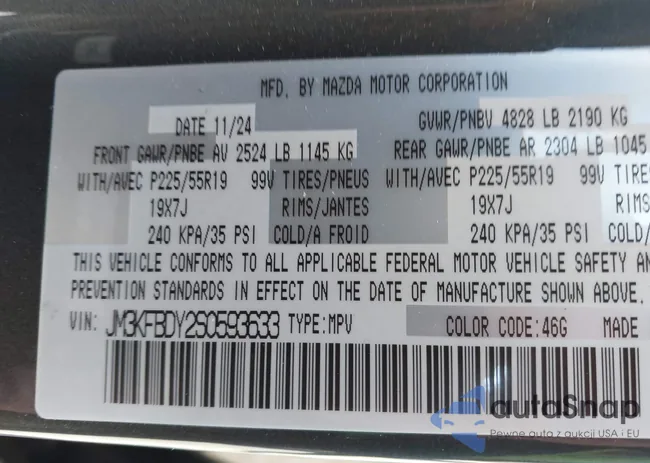 MFD. BY MAZDA MOTOR CORPORATION
DATE 11/24 GVWR/PNBV 4828 LB 2190 KG
FRONT GAWR/PNBE AV 2524 LB 1145 KG REAR GAWR/PNBE AR 2304 LB 1045
WITH/AVEC P225/55R19 99V TIRES/PNEUS WITH/AVEC P225/55R19 99V TIRES/
19X7J RIMS/JANTES 19X7J RIMS/
240 KPA/35 PSI COLD/A FROID 240 KPA/35 PSI COLD/
THIS VEHICLE CONFORMS TO ALL APPLICABLE FEDERAL MOTOR VEHICLE SAFETY AN
PREVENTION STANDARDS IN EFFECT ON THE DATE OF MANUFACTURE SHOWN ABOVE.
VIN: JM3KFBDY2S0593633 TYPE:MPV COLOR CODE:46G MADE
autoSnap
Pewne auta z aukcji USA i EU